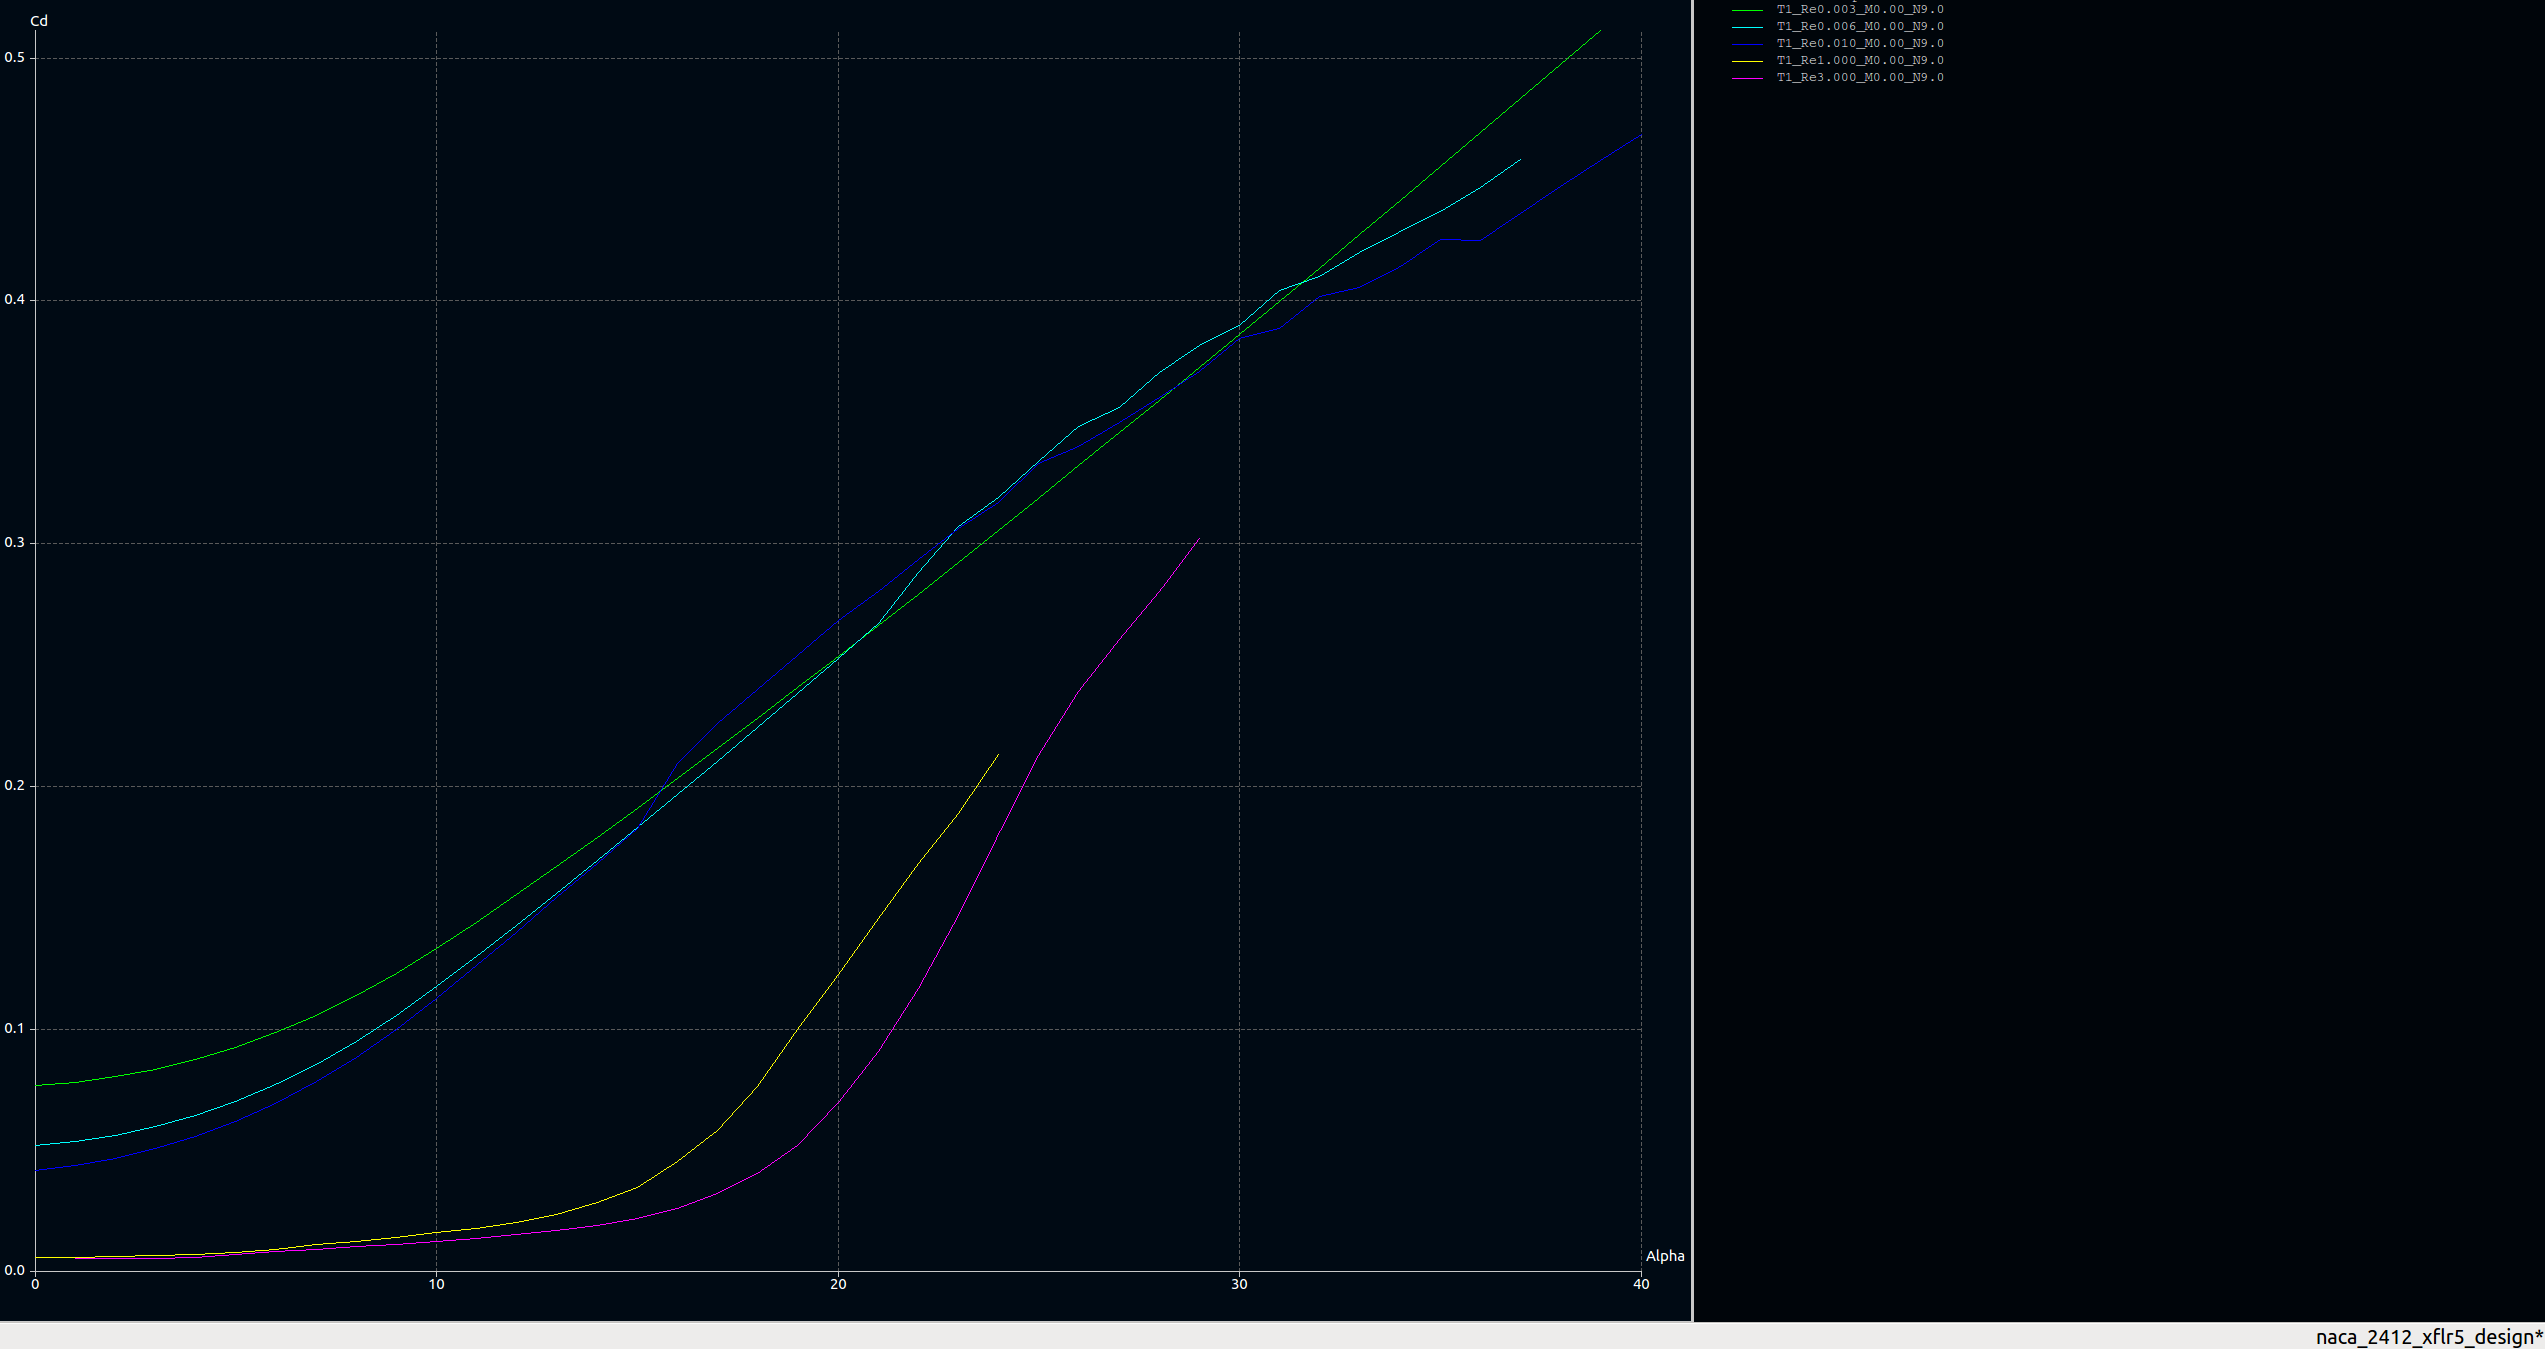 Cd
0.5
0.4
0.3
0.2
0.1
0.0
0 10 20 30 40
Alpha
T1_Re0.003_M0.00_N9.0
T1_Re0.006_M0.00_N9.0
T1_Re0.010_M0.00_N9.0
T1_Re1.000_M0.00_N9.0
T1_Re3.000_M0.00_N9.0
naca_2412_xflr5_design*